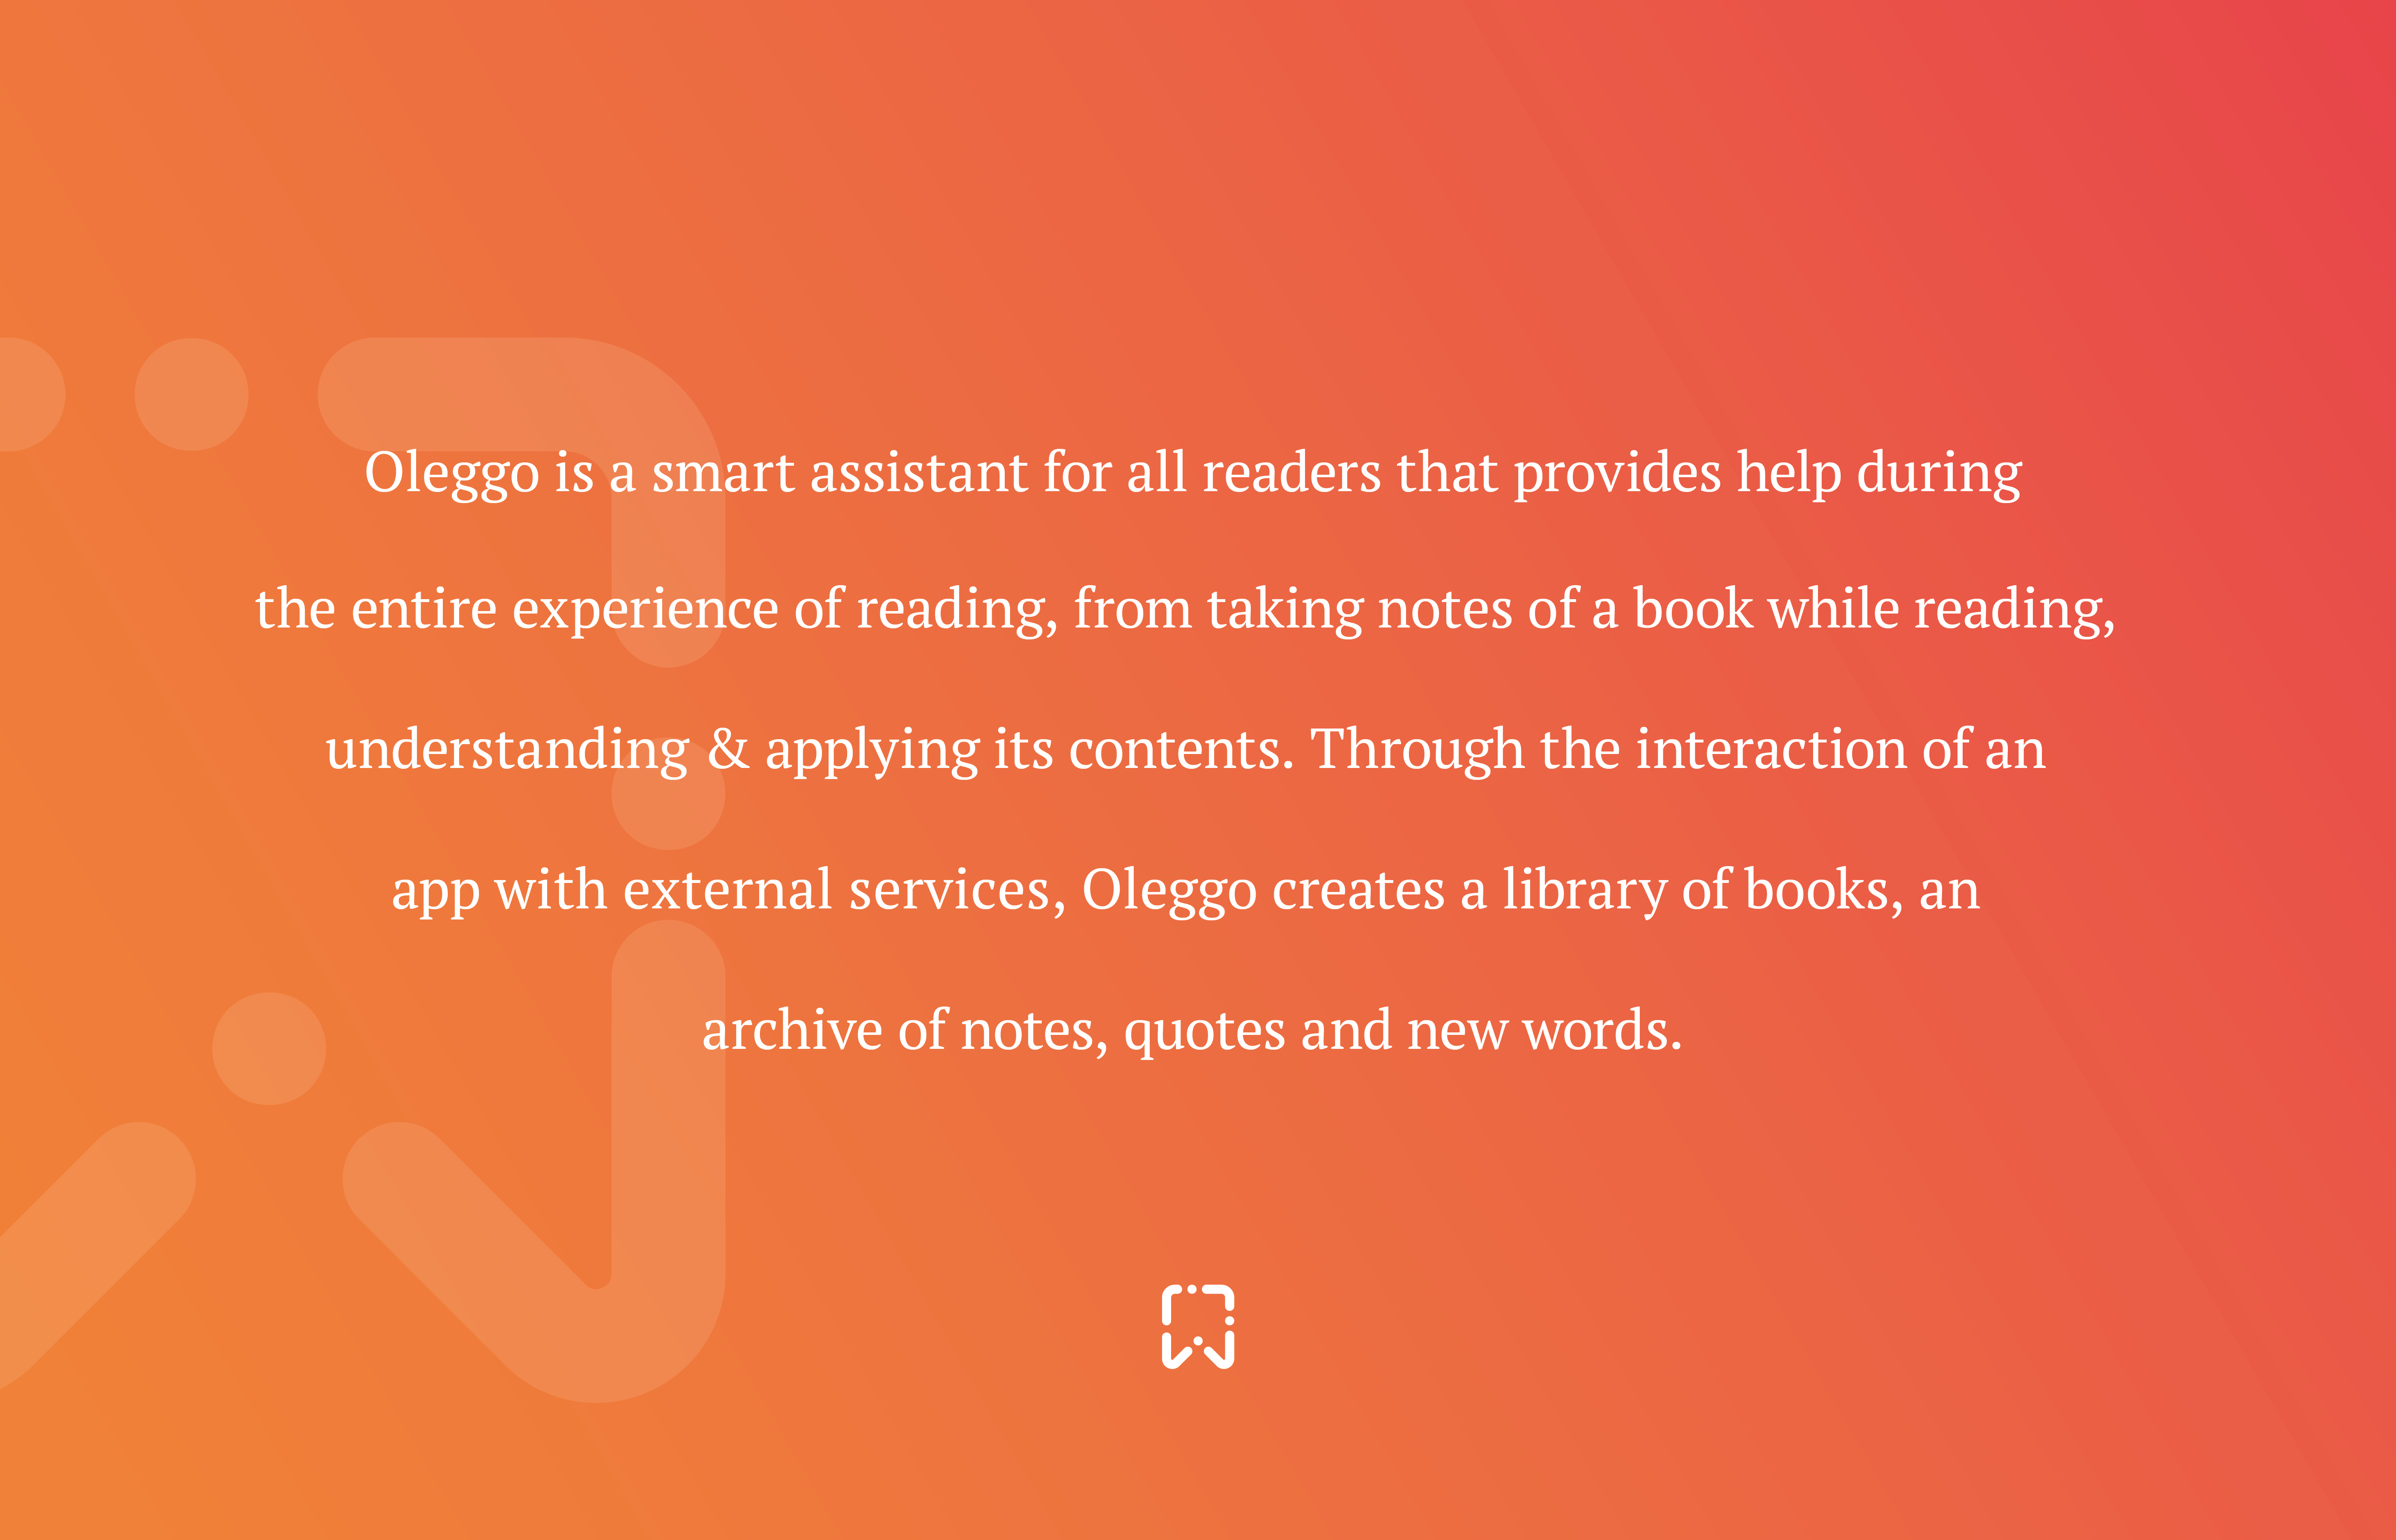 Oleggo is a smart assistant for all readers that provides help during
the entire experience of reading, from taking notes of a book while reading,
understanding & applying its contents. Through the interaction of an
app with external services, Oleggo creates a library of books, an
archive of notes, quotes and new words.